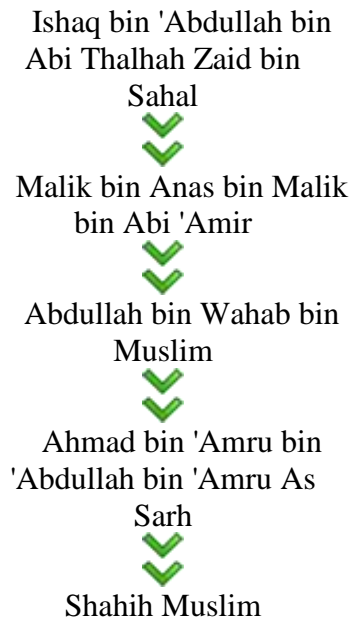 Ishaq bin 'Abdullah bin
Abi Thalhah Zaid bin
Sahal
Malik bin Anas bin Malik
bin Abi 'Amir
Abdullah bin Wahab bin
Muslim
Ahmad bin 'Amru bin
'Abdullah bin 'Amru As
Sarh
Shahih Muslim